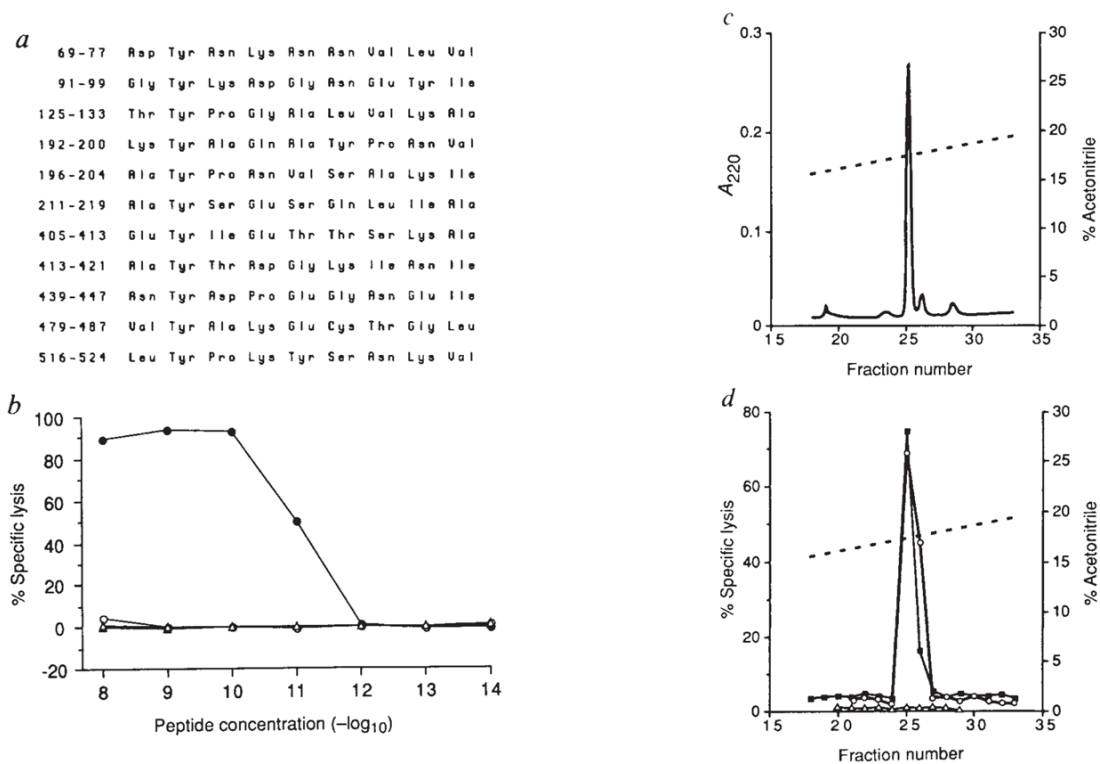 a
69-77 Asp Tyr Asn Lys Asn Asn Val Leu Val
91-99 Gly Tyr Lys Asp Gly Asn Glu Tyr Ile
125-133 Thr Tyr Pro Gly Ala Leu Val Lys Ala
192-200 Lys Tyr Ala Gln Ala Tyr Pro Asn Val
196-204 Ala Tyr Pro Asn Val Ser Ala Lys Ile
211-219 Ala Tyr Ser Glu Ser Gln Leu Ile Ala
405-413 Glu Tyr Ile Glu Thr Thr Ser Lys Ala
413-421 Ala Tyr Thr Asp Gly Lys Ile Asn Ile
439-447 Asn Tyr Asp Pro Glu Gly Asn Glu Ile
479-487 Val Tyr Ala Lys Glu Cys Thr Gly Leu
516-524 Leu Tyr Pro Lys Tyr Ser Asn Lys Val
b
100
80
60
40
20
0
-20
% Specific lysis
8 9 10 11 12 13 14
Peptide concentration (–log10)
c
0.3
0.2
0.1
0
A220
30
25
20
15
10
5
0
% Acetonitrile
15 20 25 30 35
Fraction number
d
80
60
40
20
0
% Specific lysis
30
25
20
15
10
5
0
% Acetonitrile
15 20 25 30 35
Fraction number